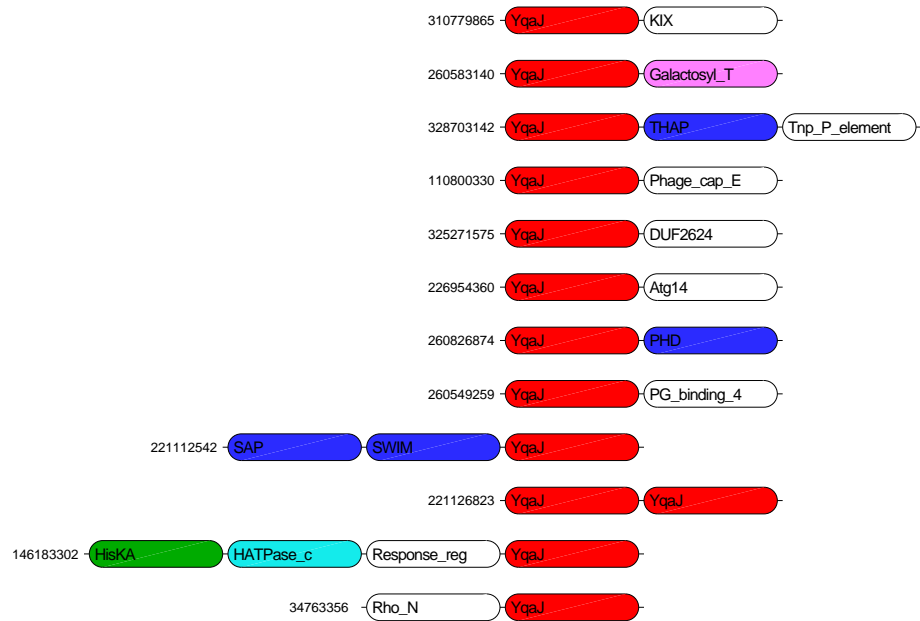 310779865 YqaJ KIX
260583140 YqaJ Galactosyl_T
328703142 YqaJ THAP Tnp_P_element
110800330 YqaJ Phage_cap_E
325271575 YqaJ DUF2624
226954360 YqaJ Atg14
260826874 YqaJ PHD
260549259 YqaJ PG_binding_4
221112542 SAP SWIM YqaJ
221126823 YqaJ YqaJ
146183302 HisKA HATPase_c Response_reg YqaJ
34763356 Rho_N YqaJ